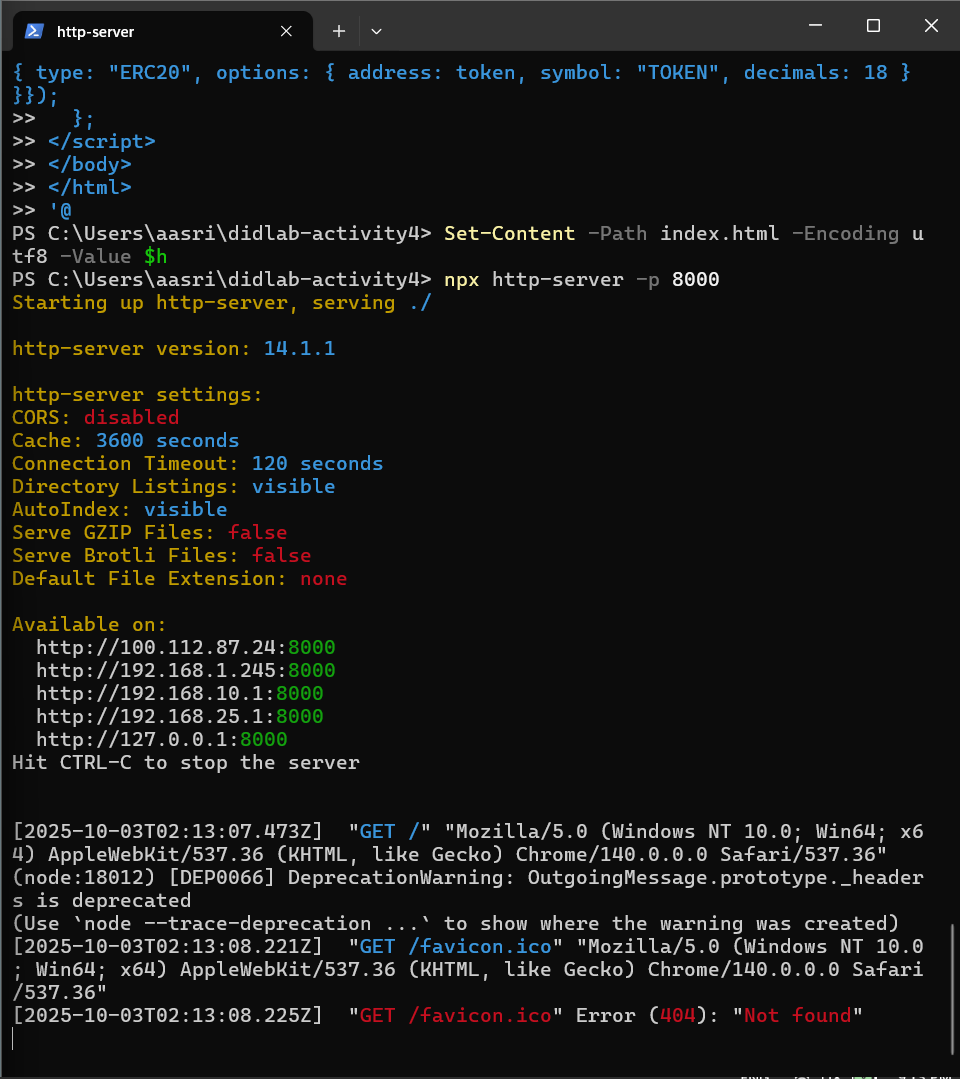 http-server
{ type: "ERC20", options: { address: token, symbol: "TOKEN", decimals: 18 }
}});
>>   };
>> </script>
>> </body>
>> </html>
>> '@
PS C:\Users\aasri\didlab-activity4> Set-Content -Path index.html -Encoding u
tf8 -Value $h
PS C:\Users\aasri\didlab-activity4> npx http-server -p 8000
Starting up http-server, serving ./

http-server version: 14.1.1

http-server settings:
CORS: disabled
Cache: 3600 seconds
Connection Timeout: 120 seconds
Directory Listings: visible
AutoIndex: visible
Serve GZIP Files: false
Serve Brotli Files: false
Default File Extension: none

Available on:
  http://100.112.87.24:8000
  http://192.168.1.245:8000
  http://192.168.10.1:8000
  http://192.168.25.1:8000
  http://127.0.0.1:8000
Hit CTRL-C to stop the server

[2025-10-03T02:13:07.473Z]  "GET /" "Mozilla/5.0 (Windows NT 10.0; Win64; x6
4) AppleWebKit/537.36 (KHTML, like Gecko) Chrome/140.0.0.0 Safari/537.36"
(node:18012) [DEP0066] DeprecationWarning: OutgoingMessage.prototype._header
s is deprecated
(Use `node --trace-deprecation ...` to show where the warning was created)
[2025-10-03T02:13:08.221Z]  "GET /favicon.ico" "Mozilla/5.0 (Windows NT 10.0
; Win64; x64) AppleWebKit/537.36 (KHTML, like Gecko) Chrome/140.0.0.0 Safari
/537.36"
[2025-10-03T02:13:08.225Z]  "GET /favicon.ico" Error (404): "Not found"